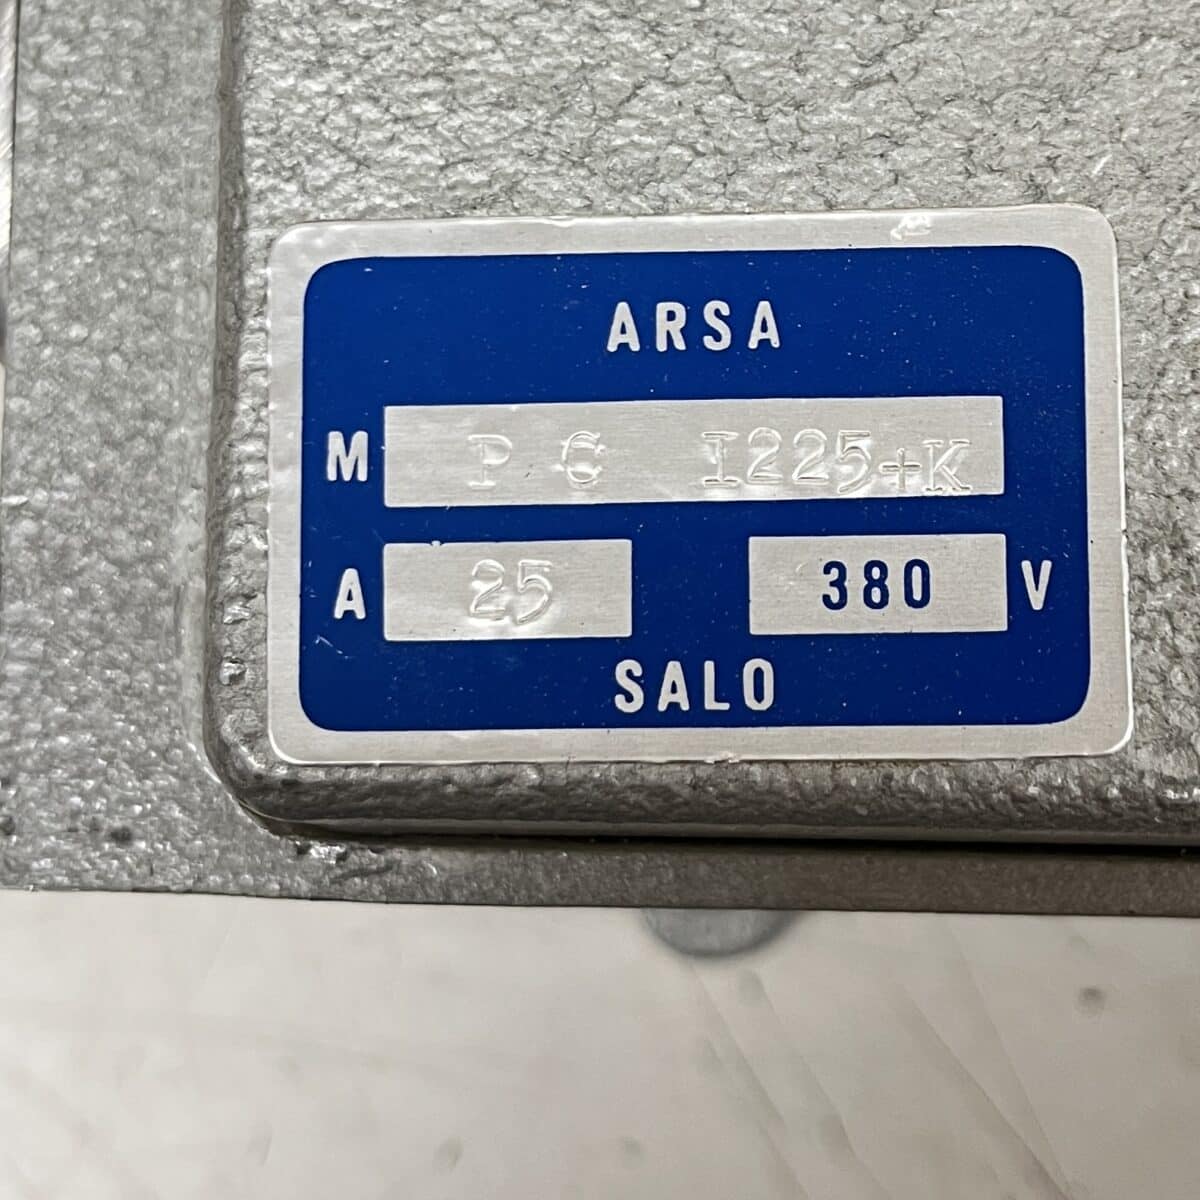 ARSA
M P C I225+K
A 25 380 V
SALO